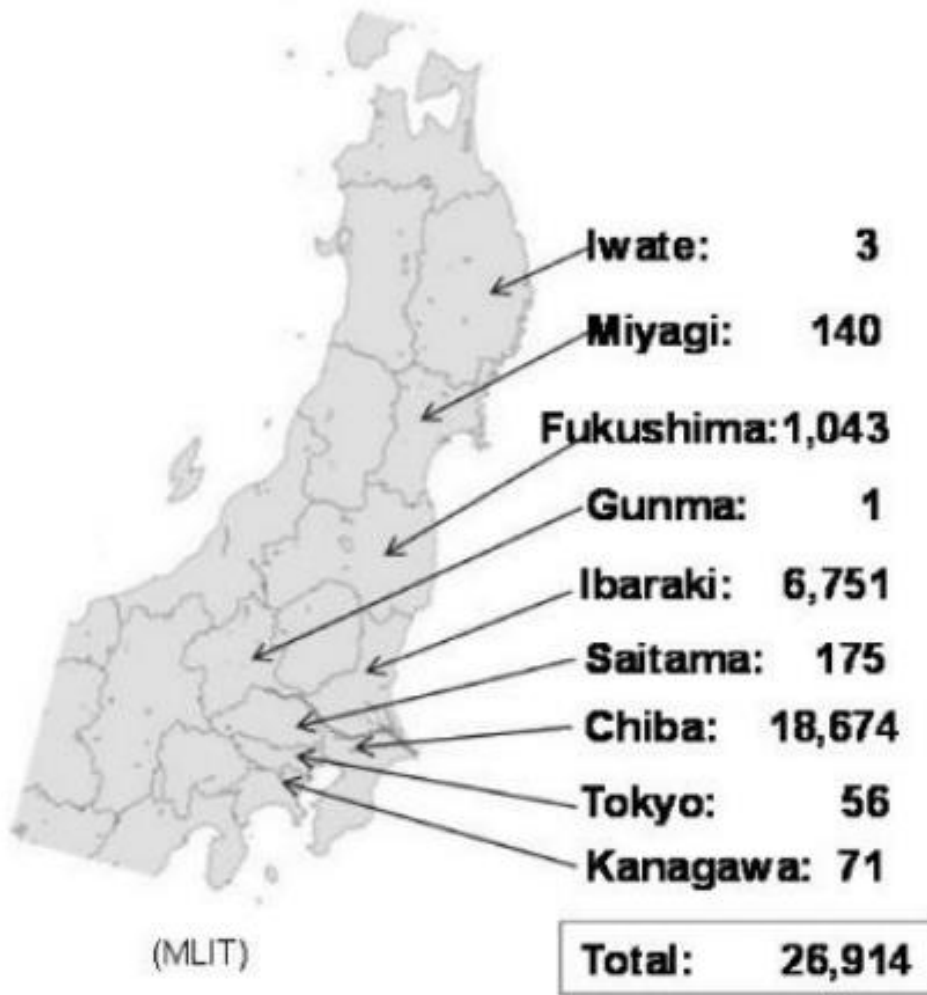 Iwate: 3
Miyagi: 140
Fukushima: 1,043
Gunma: 1
Ibaraki: 6,751
Saitama: 175
Chiba: 18,674
Tokyo: 56
Kanagawa: 71
(MLIT)
Total: 26,914